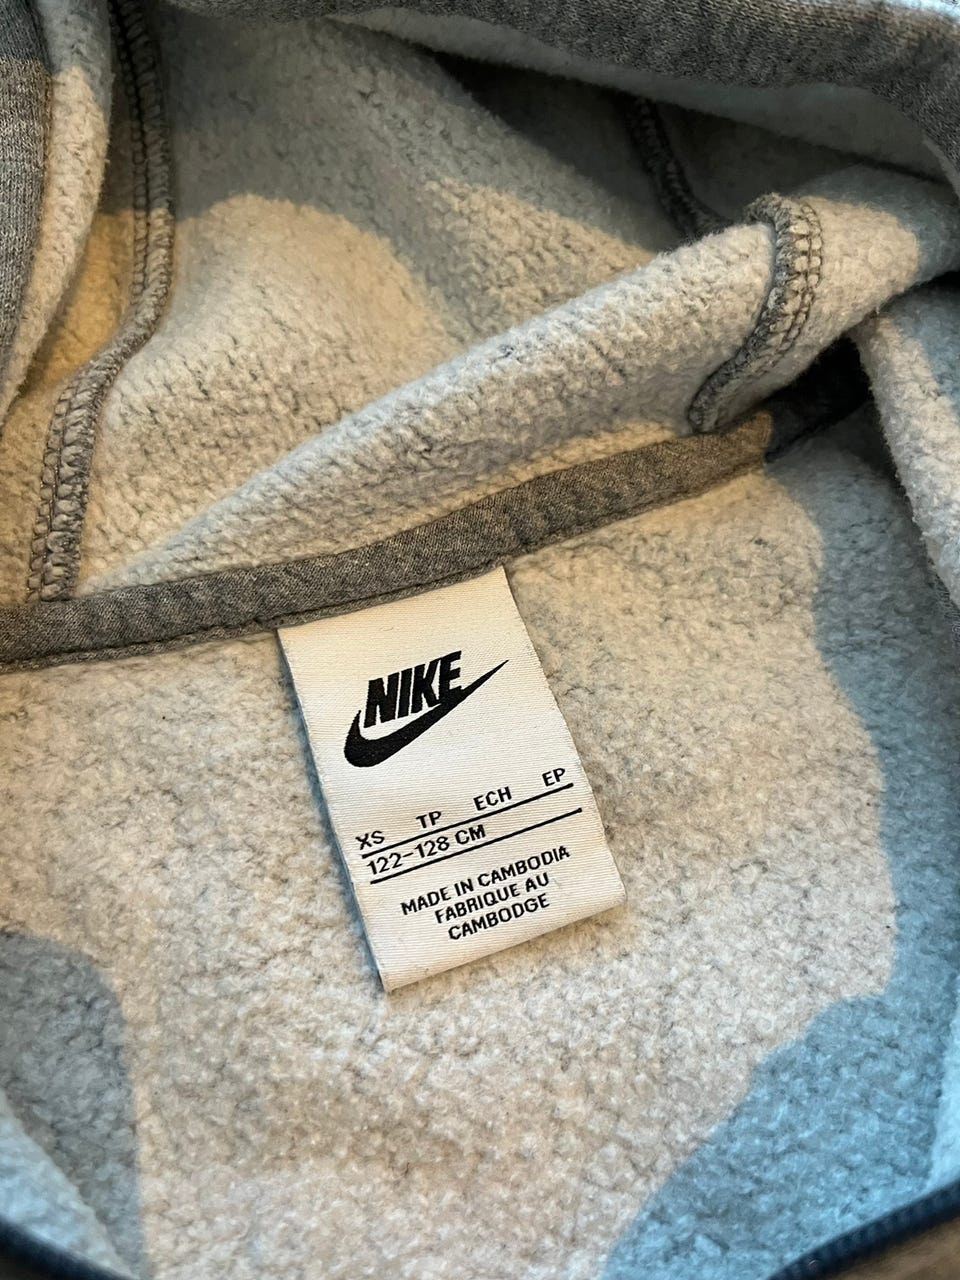 NIKE
XS TP ECH EP
122-128 CM
MADE IN CAMBODIA
FABRIQUE AU
CAMBODGE